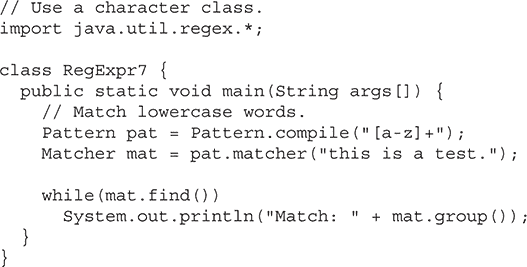 // Use a character class.
import java.util.regex.*;

class RegExpr7 {
  public static void main(String args[]) {
    // Match lowercase words.
    Pattern pat = Pattern.compile("[a-z]+");
    Matcher mat = pat.matcher("this is a test.");

    while(mat.find())
      System.out.println("Match: " + mat.group());
  }
}